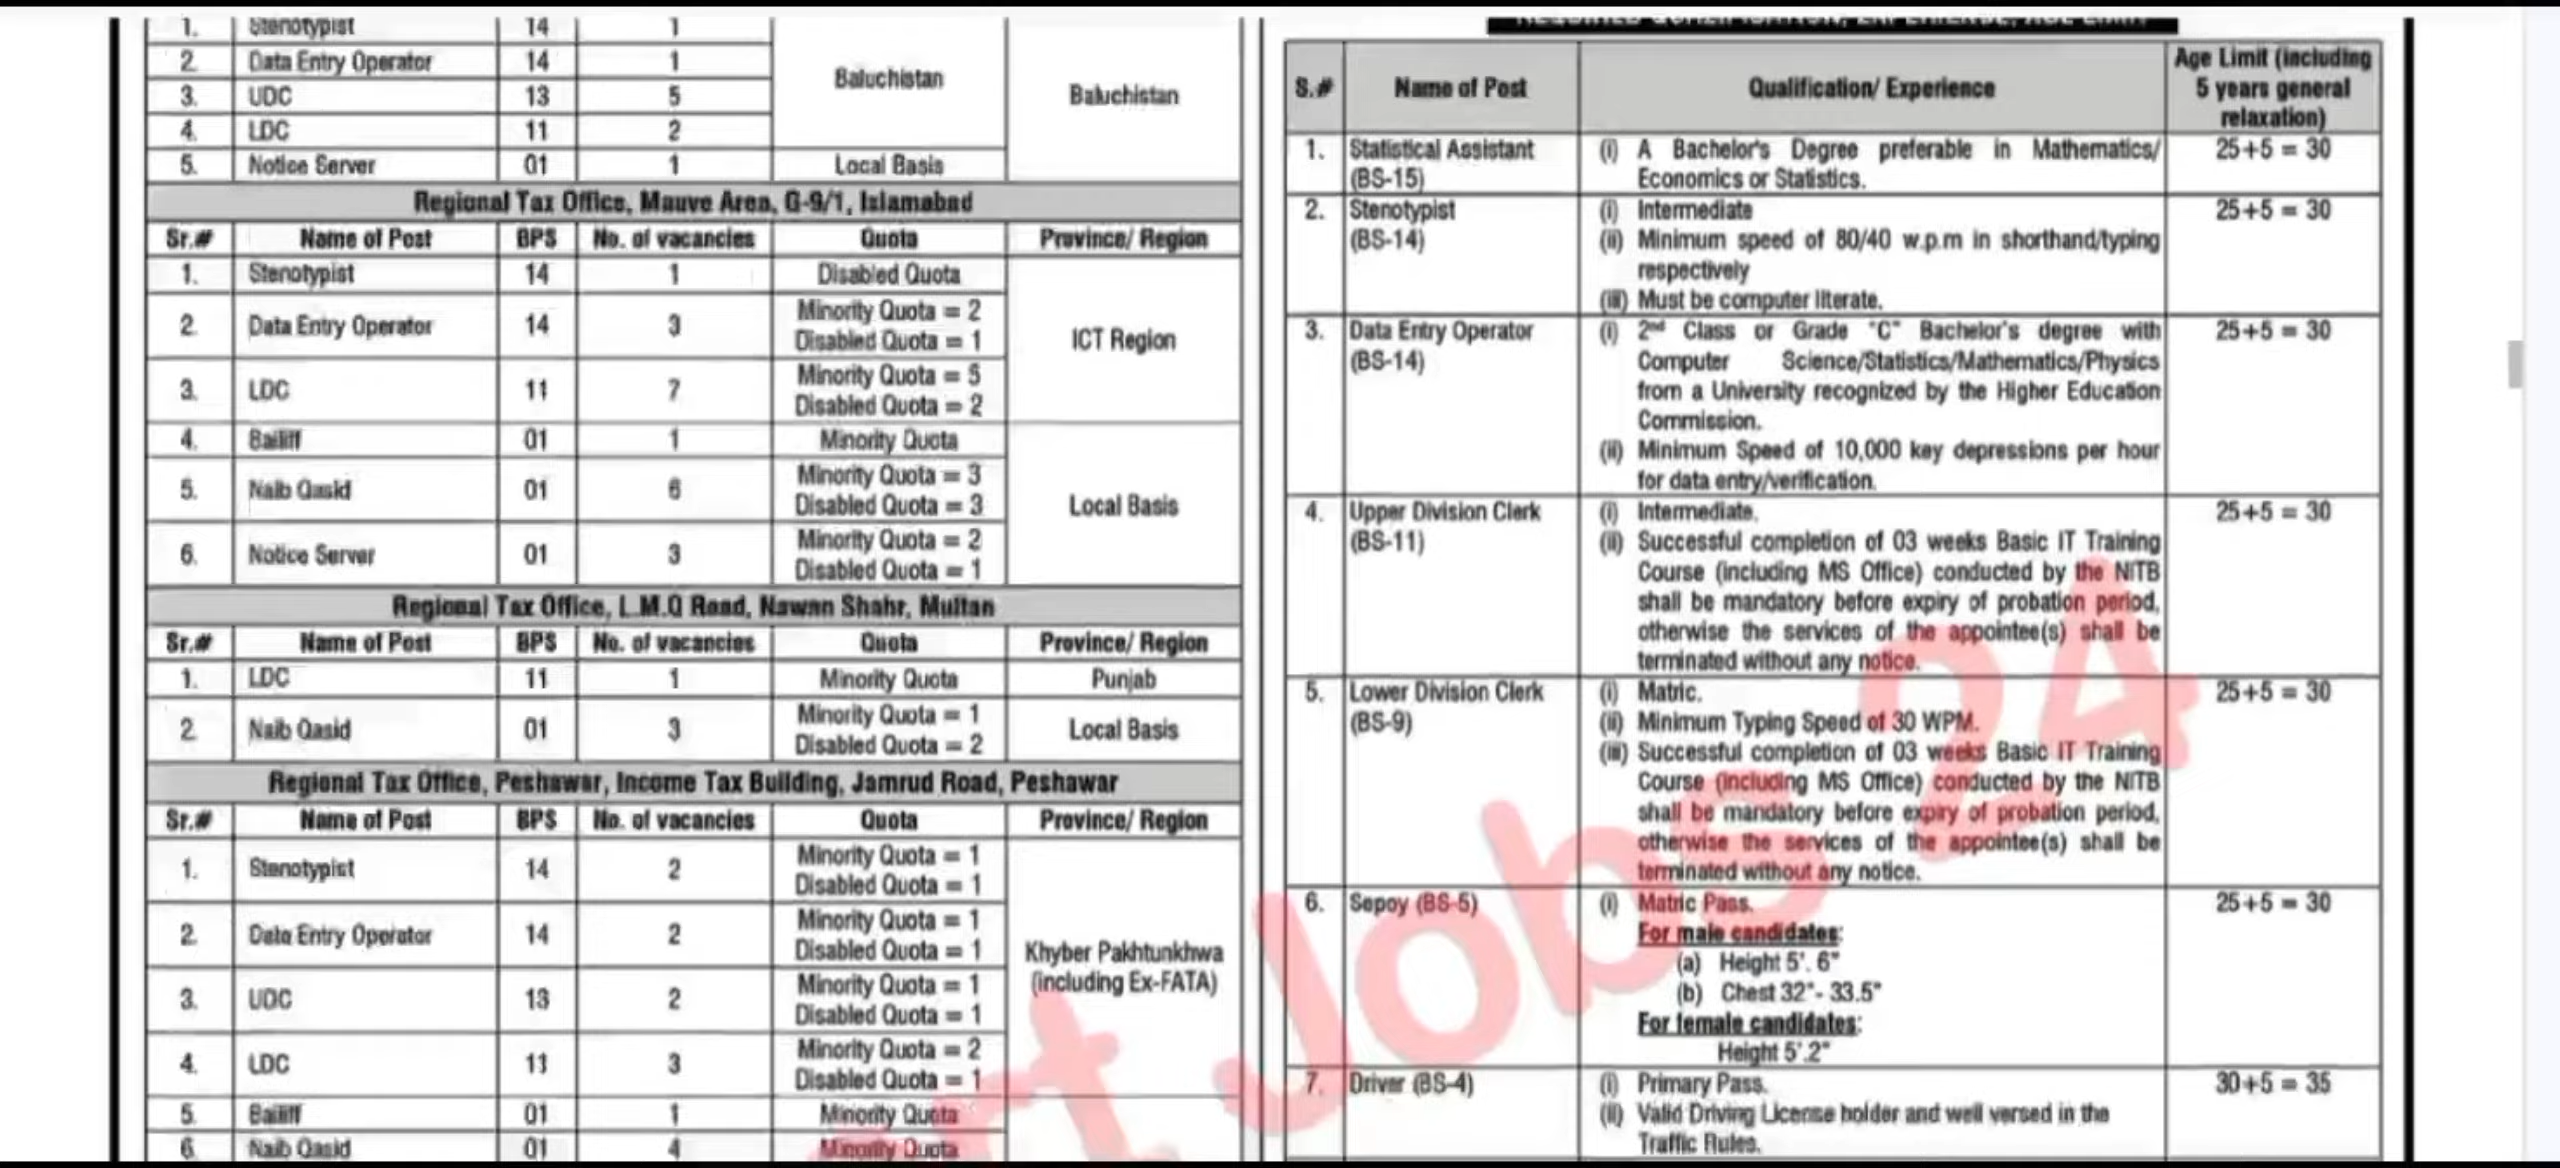 1. Stenotypist 14 1
2. Data Entry Operator 14 1
Baluchistan Baluchistan
3. UDC 13 5
4. LDC 11 2
5. Notice Server 01 1 Local Basis
Regional Tax Office, Mauve Area, G-9/1, Islamabad
Sr.# Name of Post BPS No. of vacancies Quota Province/ Region
1. Stenotypist 14 1 Disabled Quota
2. Data Entry Operator 14 3 Minority Quota = 2
Disabled Quota = 1
ICT Region
3. LDC 11 7 Minority Quota = 5
Disabled Quota = 2
4. Bailiff 01 1 Minority Quota
5. Naib Qasid 01 6 Minority Quota = 3
Disabled Quota = 3
Local Basis
6. Notice Server 01 3 Minority Quota = 2
Disabled Quota = 1
Regional Tax Office, L.M.Q Road, Nawan Shahr, Multan
Sr.# Name of Post BPS No. of vacancies Quota Province/ Region
1. LDC 11 1 Minority Quota Punjab
2. Naib Qasid 01 3 Minority Quota = 1
Disabled Quota = 2
Local Basis
Regional Tax Office, Peshawar, Income Tax Building, Jamrud Road, Peshawar
Sr.# Name of Post BPS No. of vacancies Quota Province/ Region
1. Stenotypist 14 2 Minority Quota = 1
Disabled Quota = 1
2. Data Entry Operator 14 2 Minority Quota = 1
Disabled Quota = 1
Khyber Pakhtunkhwa
(including Ex-FATA)
3. UDC 13 2 Minority Quota = 1
Disabled Quota = 1
4. LDC 11 3 Minority Quota = 2
Disabled Quota = 1
5. Bailiff 01 1 Minority Quota
6. Naib Qasid 01 4 Minority Quota
REQUIRED QUALIFICATION, EXPERIENCE, AGE LIMIT
S.# Name of Post Qualification/ Experience Age Limit (including
5 years general
relaxation)
1. Statistical Assistant (i) A Bachelor's Degree preferable in Mathematics/ 25+5 = 30
(BS-15) Economics or Statistics.
2. Stenotypist (i) Intermediate 25+5 = 30
(BS-14) (ii) Minimum speed of 80/40 w.p.m in shorthand/typing
respectively
(iii) Must be computer literate.
3. Data Entry Operator (i) 2nd Class or Grade "C" Bachelor's degree with 25+5 = 30
(BS-14) Computer Science/Statistics/Mathematics/Physics
from a University recognized by the Higher Education
Commission.
(ii) Minimum Speed of 10,000 key depressions per hour
for data entry/verification.
4. Upper Division Clerk (i) Intermediate. 25+5 = 30
(BS-11) (ii) Successful completion of 03 weeks Basic IT Training
Course (including MS Office) conducted by the NITB
shall be mandatory before expiry of probation period,
otherwise the services of the appointee(s) shall be
terminated without any notice.
5. Lower Division Clerk (i) Matric. 25+5 = 30
(BS-9) (ii) Minimum Typing Speed of 30 WPM.
(iii) Successful completion of 03 weeks Basic IT Training
Course (including MS Office) conducted by the NITB
shall be mandatory before expiry of probation period,
otherwise the services of the appointee(s) shall be
terminated without any notice.
6. Sepoy (BS-5) (i) Matric Pass. 25+5 = 30
For male candidates:
(a) Height 5'. 6"
(b) Chest 32"- 33.5"
For female candidates:
Height 5'.2"
7. Driver (BS-4) (i) Primary Pass. 30+5 = 35
(ii) Valid Driving License holder and well versed in the
Traffic Rules.
Jobs 24